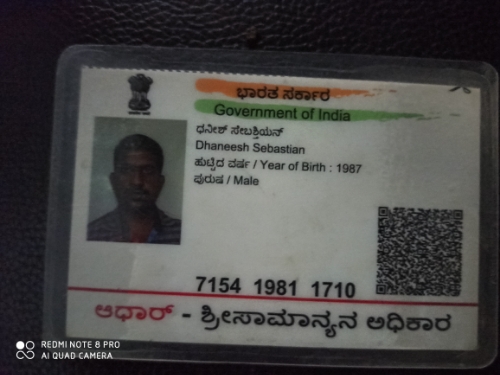 ಭಾರತ ಸರ್ಕಾರ
Government of India
ಧನೀಶ್
Dhaneesh Sebastian
ಹುಟ್ಟಿದ ವರ್ಷ / Year of Birth : 1987
ಪುರುಷ / Male
7154 1981 1710
ಆಧಾರ್ - ಶ್ರೀಸಾಮಾನ್ಯನ ಅಧಿಕಾರ
REDMI NOTE 8 PRO
AI QUAD CAMERA